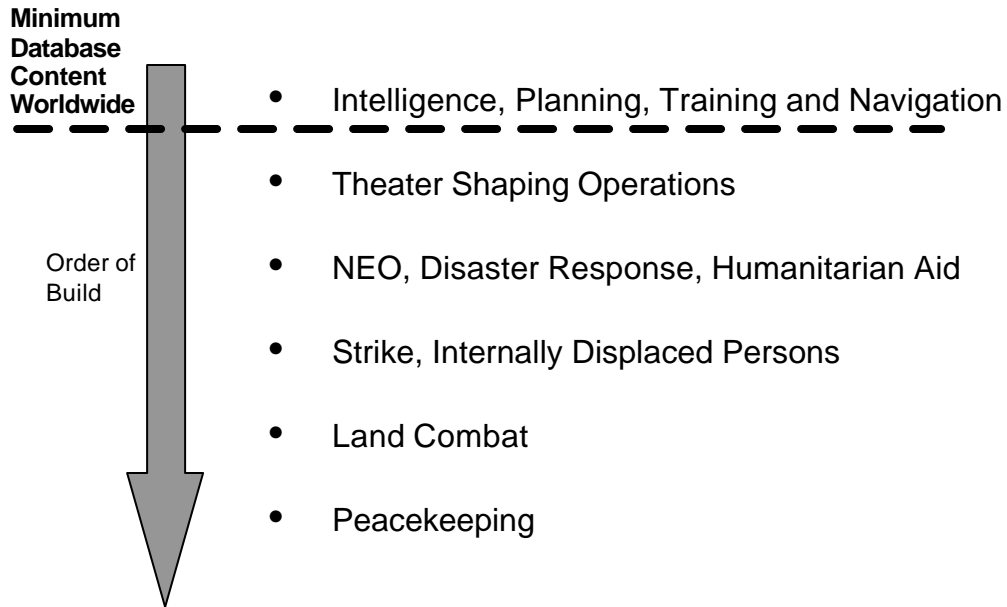 Minimum
Database
Content
Worldwide
• Intelligence, Planning, Training and Navigation
• Theater Shaping Operations
Order of
Build
• NEO, Disaster Response, Humanitarian Aid
• Strike, Internally Displaced Persons
• Land Combat
• Peacekeeping